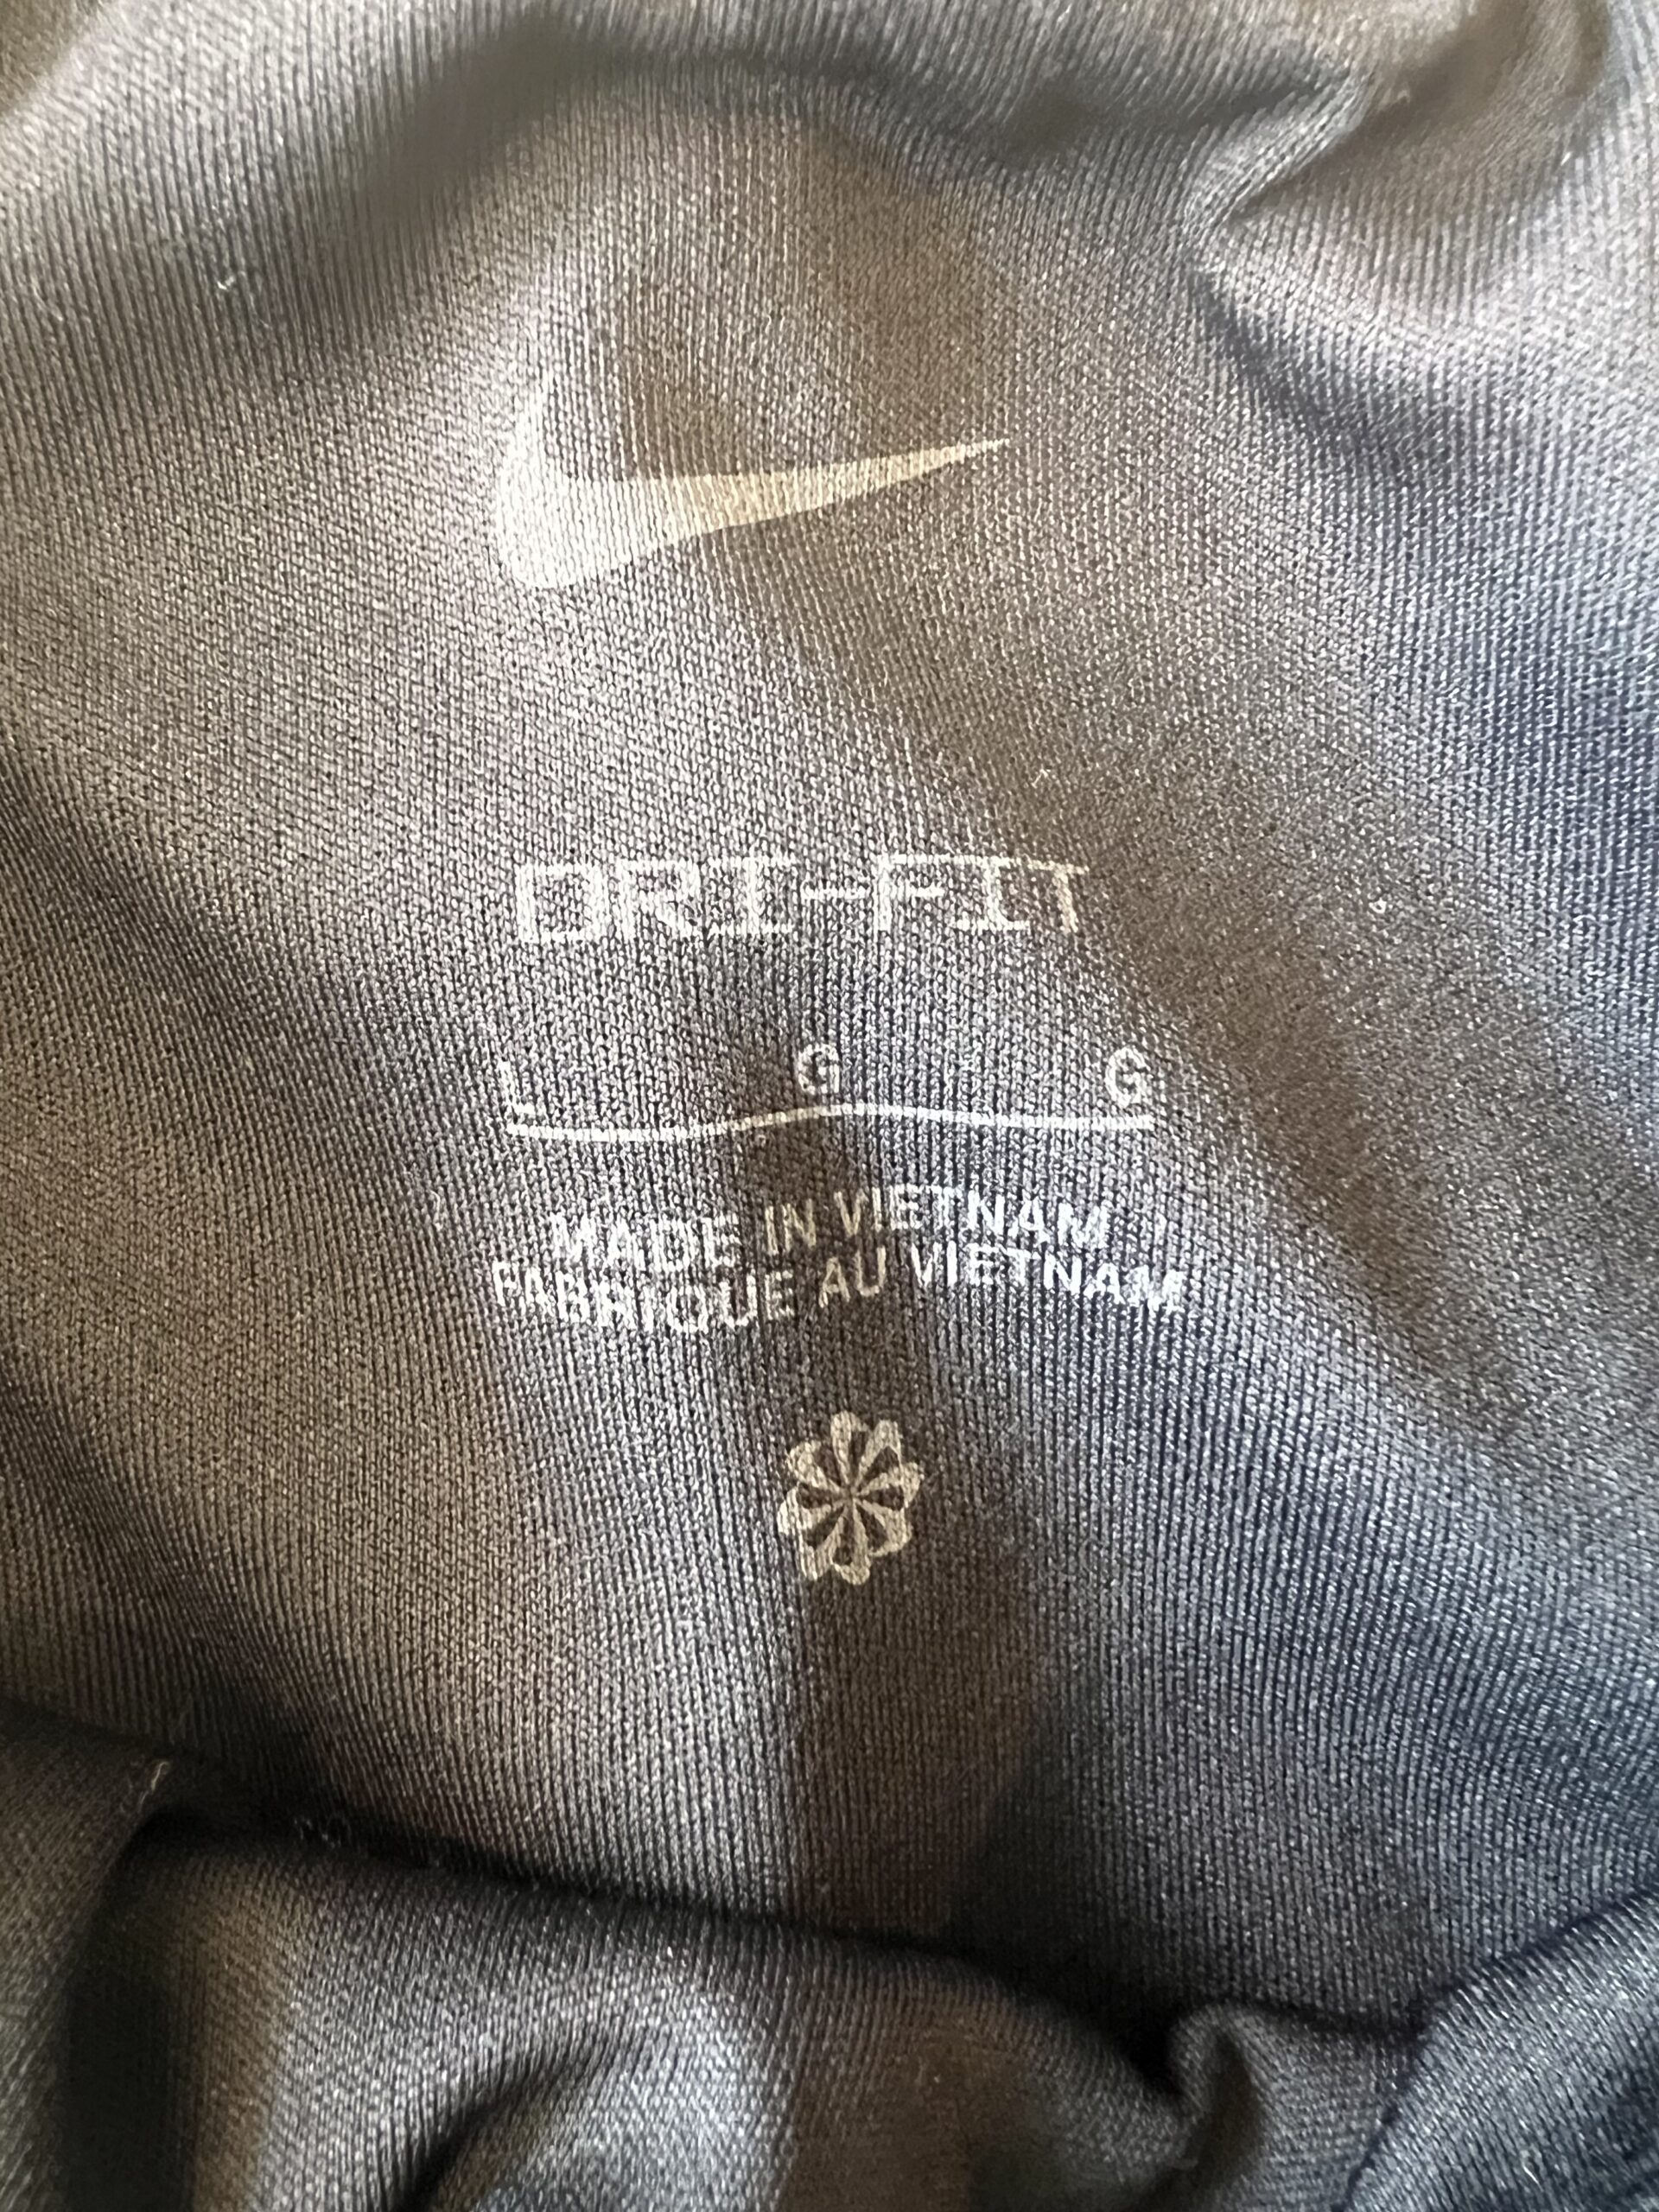 DRI-FIT
L G G
MADE IN VIETNAM
FABRIQUE AU VIETNAM